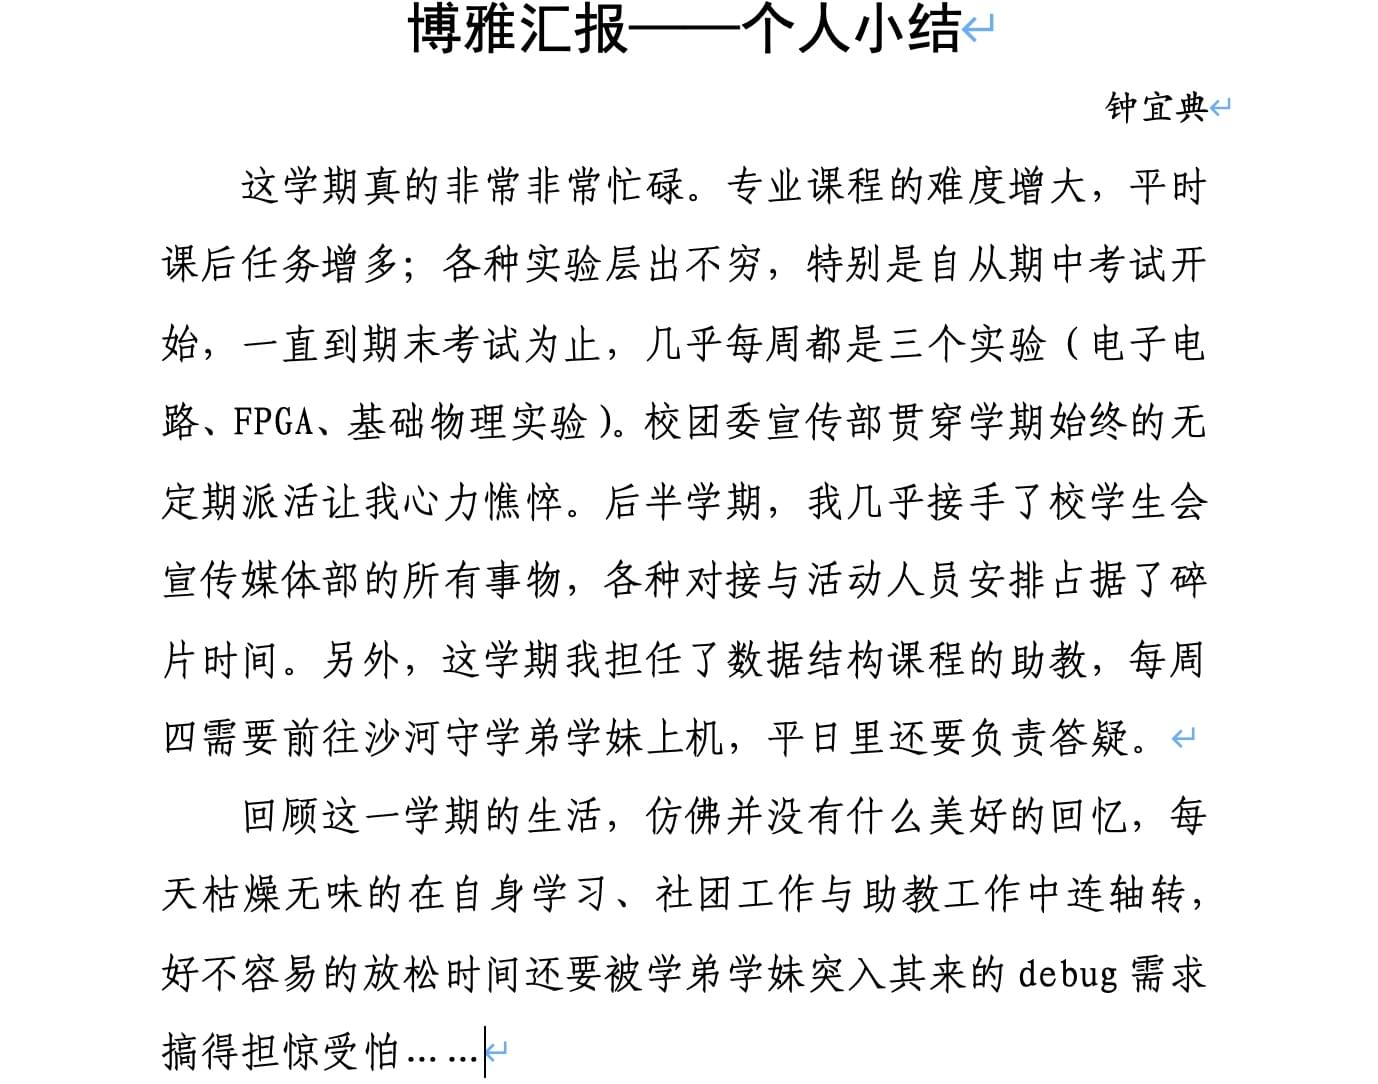 博雅汇报——个人小结
钟宜典
这学期真的非常非常忙碌。专业课程的难度增大，平时
课后任务增多；各种实验层出不穷，特别是自从期中考试开
始，一直到期末考试为止，几乎每周都是三个实验（电子电
路、FPGA、基础物理实验）。校团委宣传部贯穿学期始终的无
定期派活让我心力憔悴。后半学期，我几乎接手了校学生会
宣传媒体部的所有事物，各种对接与活动人员安排占据了碎
片时间。另外，这学期我担任了数据结构课程的助教，每周
四需要前往沙河守学弟学妹上机，平日里还要负责答疑。
回顾这一学期的生活，仿佛并没有什么美好的回忆，每
天枯燥无味的在自身学习、社团工作与助教工作中连轴转，
好不容易的放松时间还要被学弟学妹突入其来的 debug 需求
搞得担惊受怕……